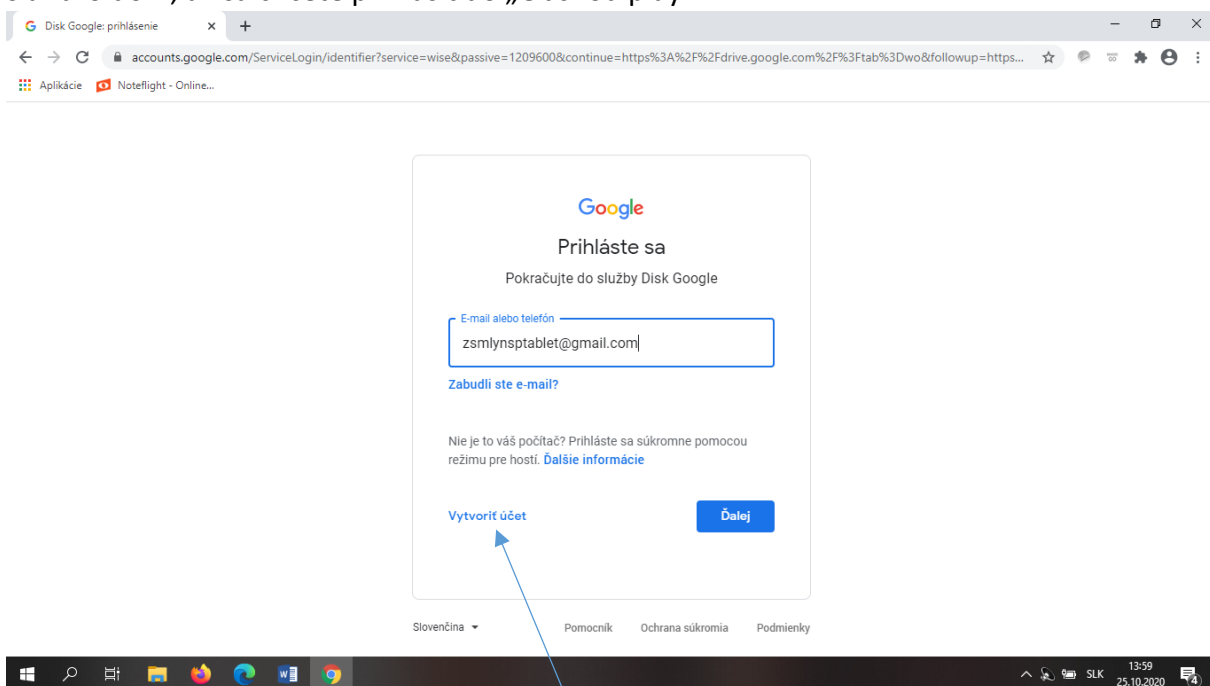 Disk Google: prihlásenie
accounts.google.com/ServiceLogin/identifier?service=wise&passive=1209600&continue=https%3A%2F%2Fdrive.google.com%2F%3Ftab%3Dwo&followup=https...
Aplikácie Noteflight - Online...
Google
Prihláste sa
Pokračujte do služby Disk Google
E-mail alebo telefón
zsmlynsptablet@gmail.com
Zabudli ste e-mail?
Nie je to váš počítač? Prihláste sa súkromne pomocou
režimu pre hostí. Ďalšie informácie
Vytvoriť účet Ďalej
Slovenčina Pomocník Ochrana súkromia Podmienky
SLK 13:59
25.10.2020 4